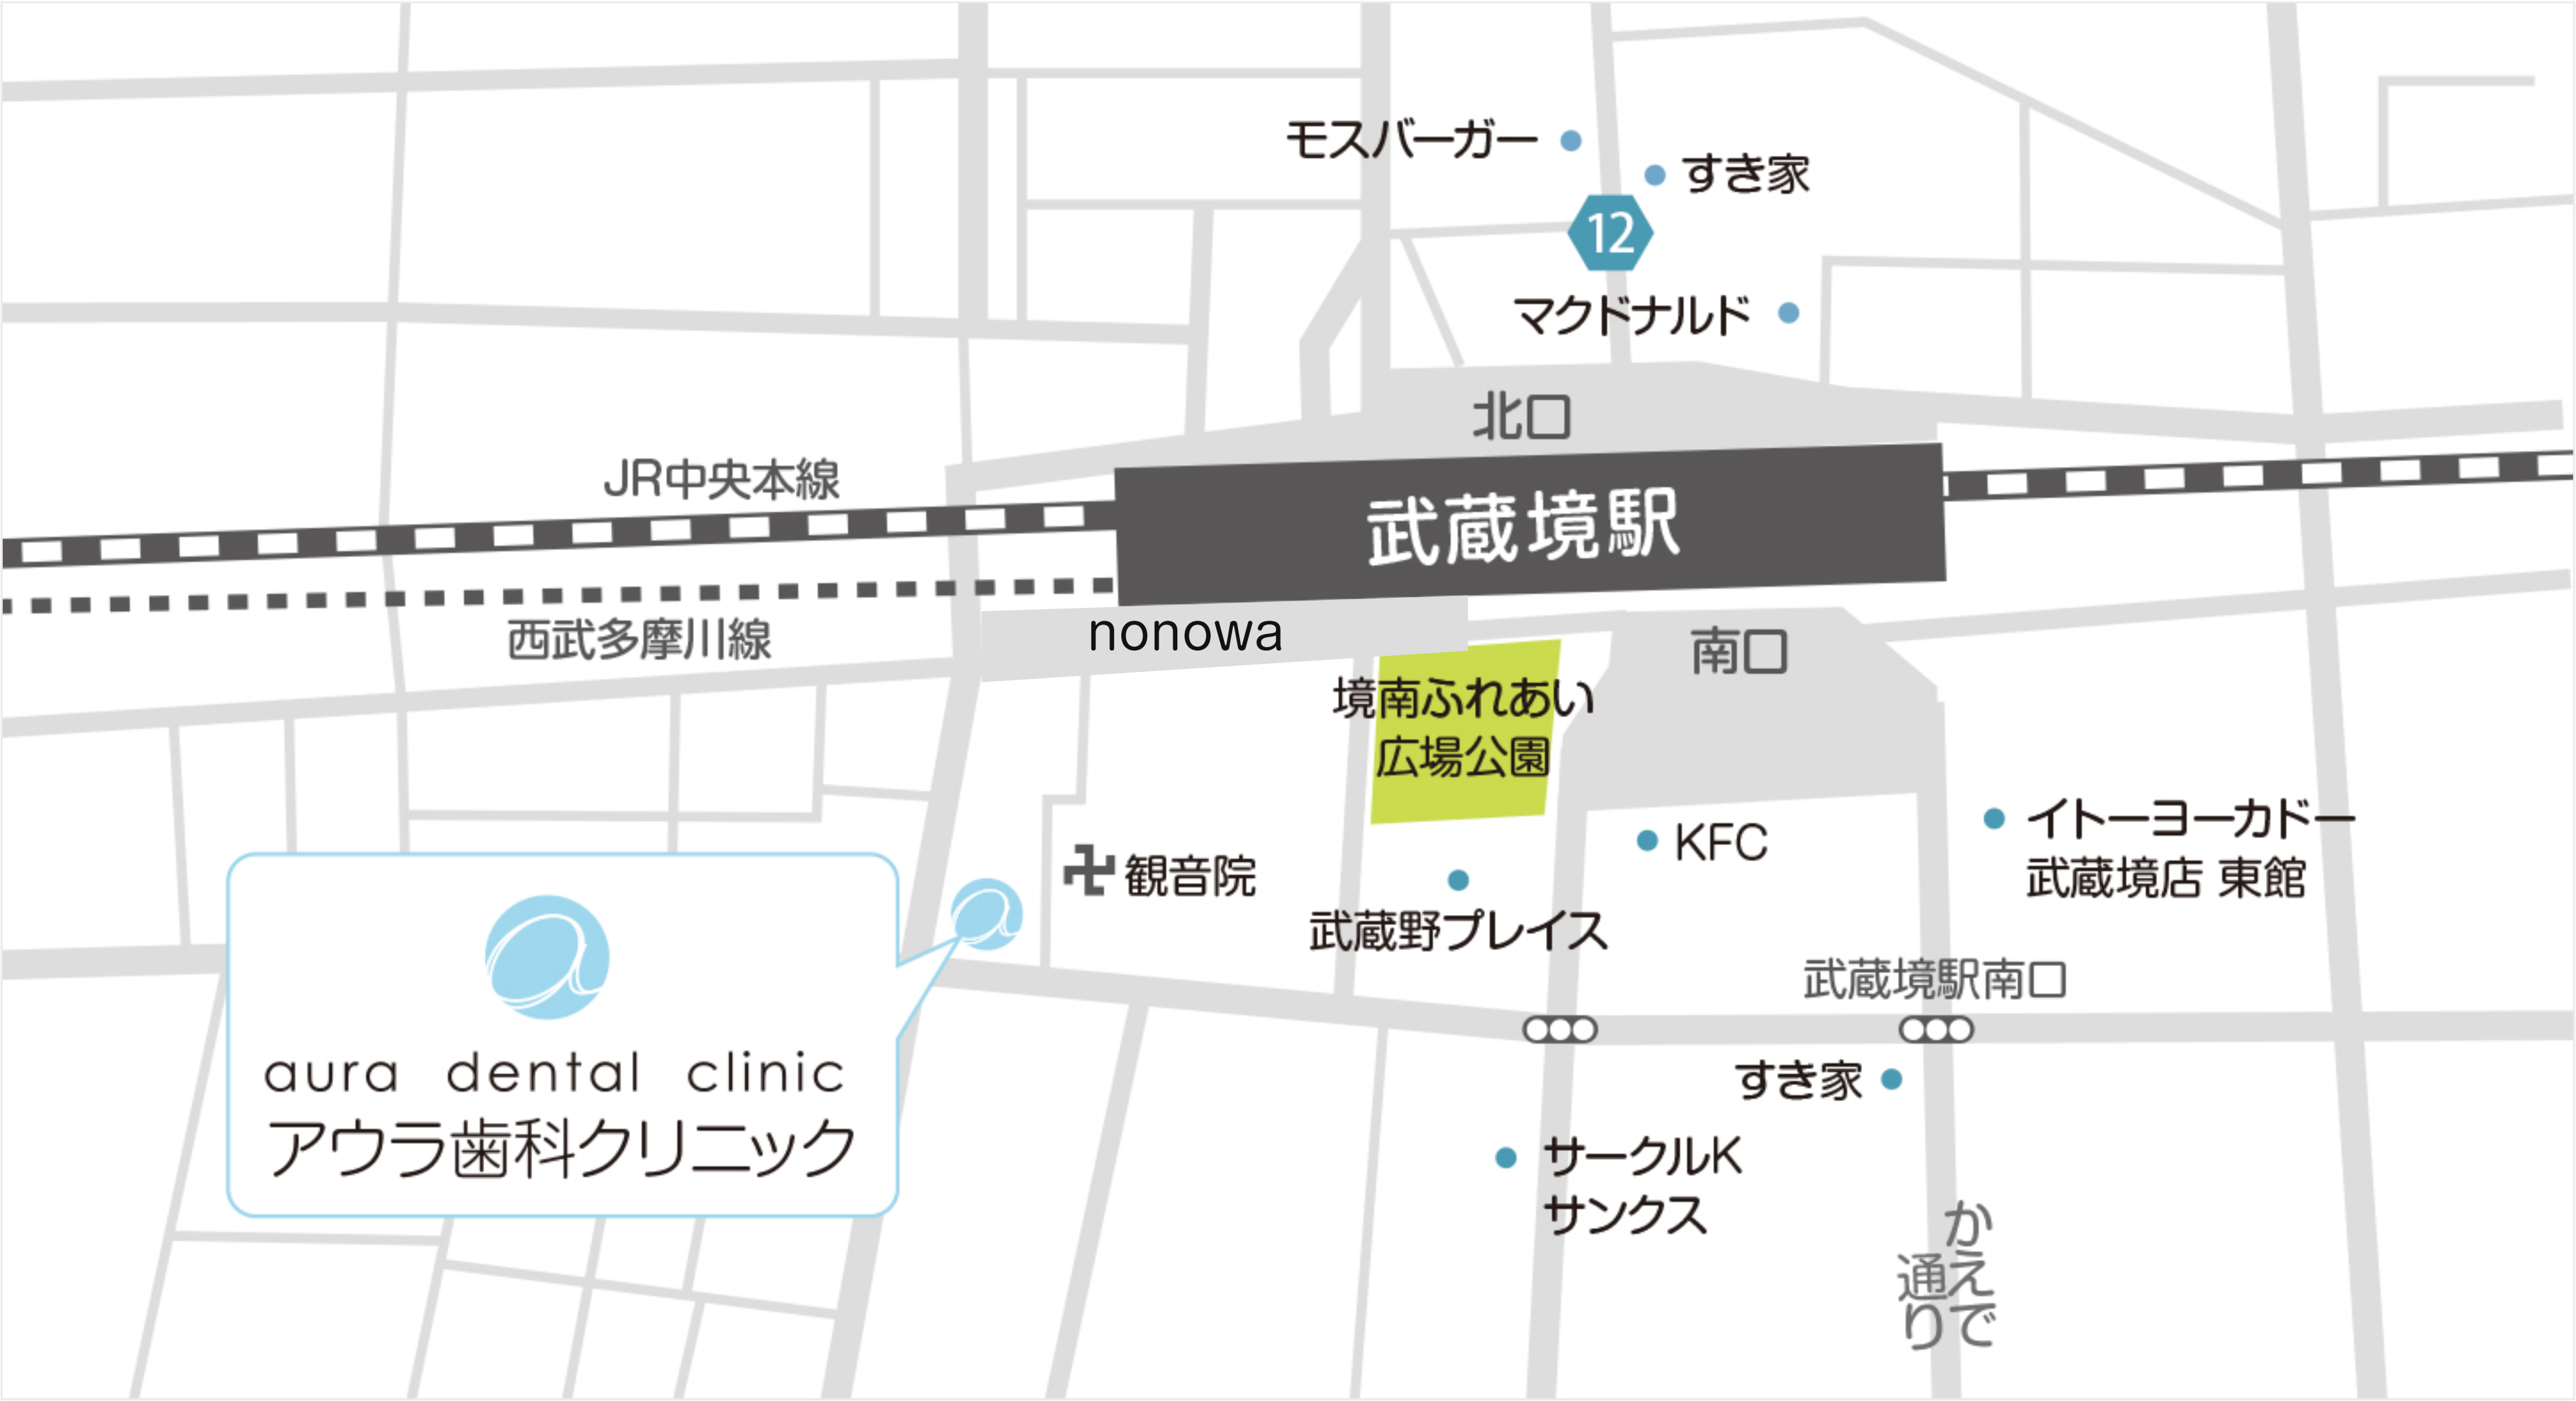 モスバーガー
すき家
12
マクドナルド
北口
JR中央本線
武蔵境駅
西武多摩川線
nonowa
南口
境南ふれあい
広場公園
イトーヨーカドー
武蔵境店 東館
KFC
卍観音院
武蔵野プレイス
武蔵境駅南口
aura dental clinic
アウラ歯科クリニック
すき家
サークルK
サンクス
かえで
通り